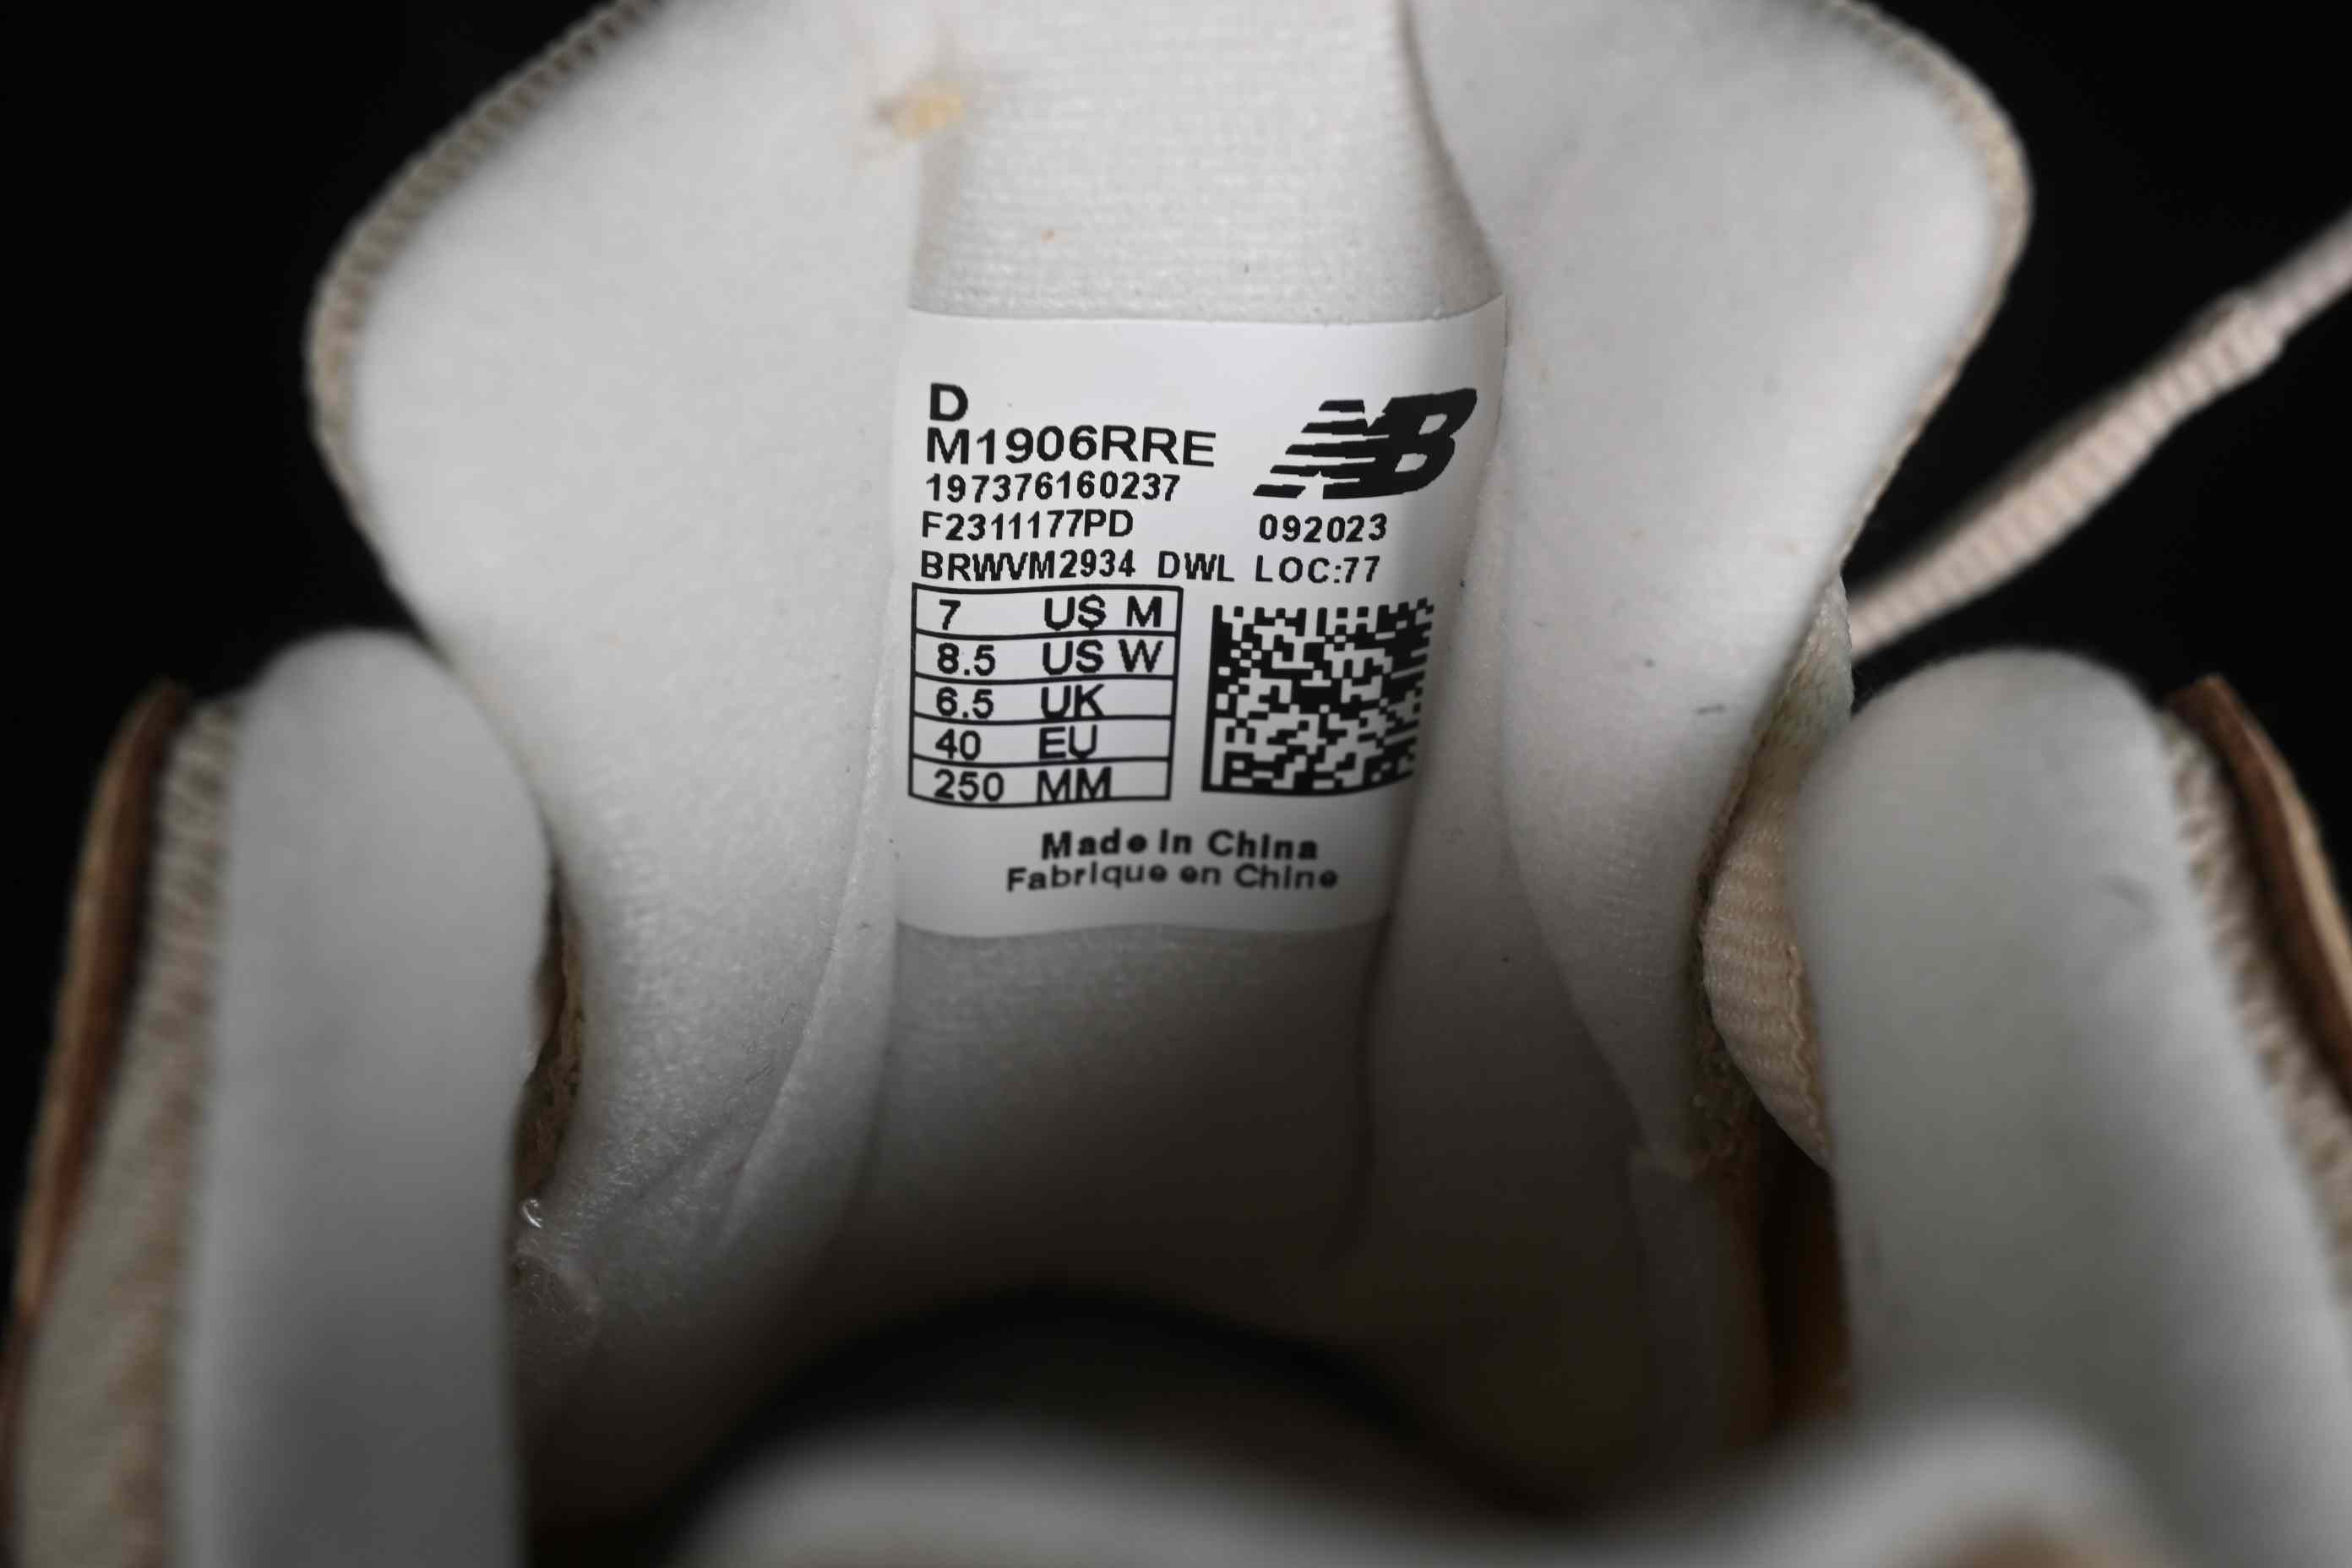 D
M1906RRE
NB
197376160237
F2311177PD 092023
BRWVM2934 DWL LOC:77
7 US M
8.5 US W
6.5 UK
40 EU
250 MM
Made In China
Fabrique en Chine